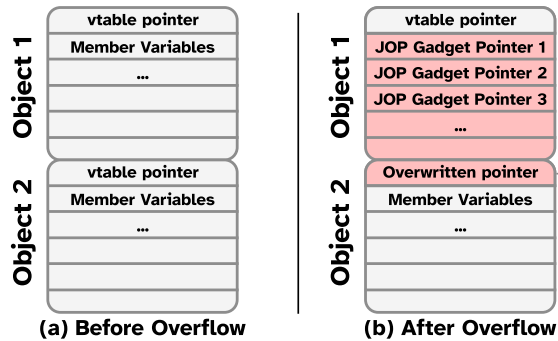 Object 1
vtable pointer
Member Variables
...
Object 2
vtable pointer
Member Variables
...
(a) Before Overflow
Object 1
vtable pointer
JOP Gadget Pointer 1
JOP Gadget Pointer 2
JOP Gadget Pointer 3
...
Object 2
Overwritten pointer
Member Variables
...
(b) After Overflow